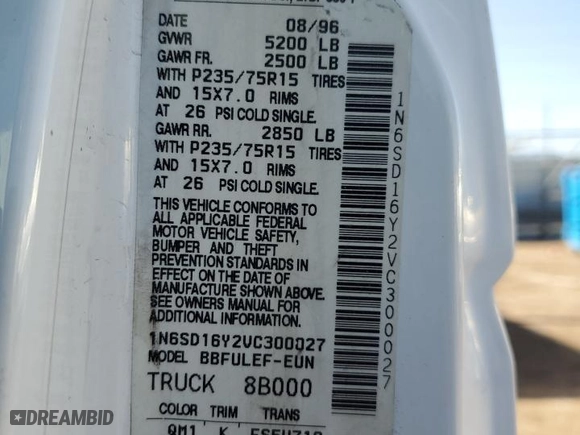 DATE 08/96
GVWR 5200 LB
GAWR FR. 2500 LB
WITH P235/75R15 TIRES
AND 15X7.0 RIMS
AT 26 PSI COLD SINGLE.
GAWR RR. 2850 LB
WITH P235/75R15 TIRES
AND 15X7.0 RIMS
AT 26 PSI COLD SINGLE.
THIS VEHICLE CONFORMS TO
ALL APPLICABLE FEDERAL
MOTOR VEHICLE SAFETY,
BUMPER AND THEFT
PREVENTION STANDARDS IN
EFFECT ON THE DATE OF
MANUFACTURE SHOWN ABOVE.
SEE OWNERS MANUAL FOR
ADDITIONAL INFORMATION.
1N6SD16Y2VC300027
MODEL BBFULEF-EUN
TRUCK 8B000
COLOR TRIM TRANS
QM1 K
1N6SD16Y2VC300027
DREAMBID